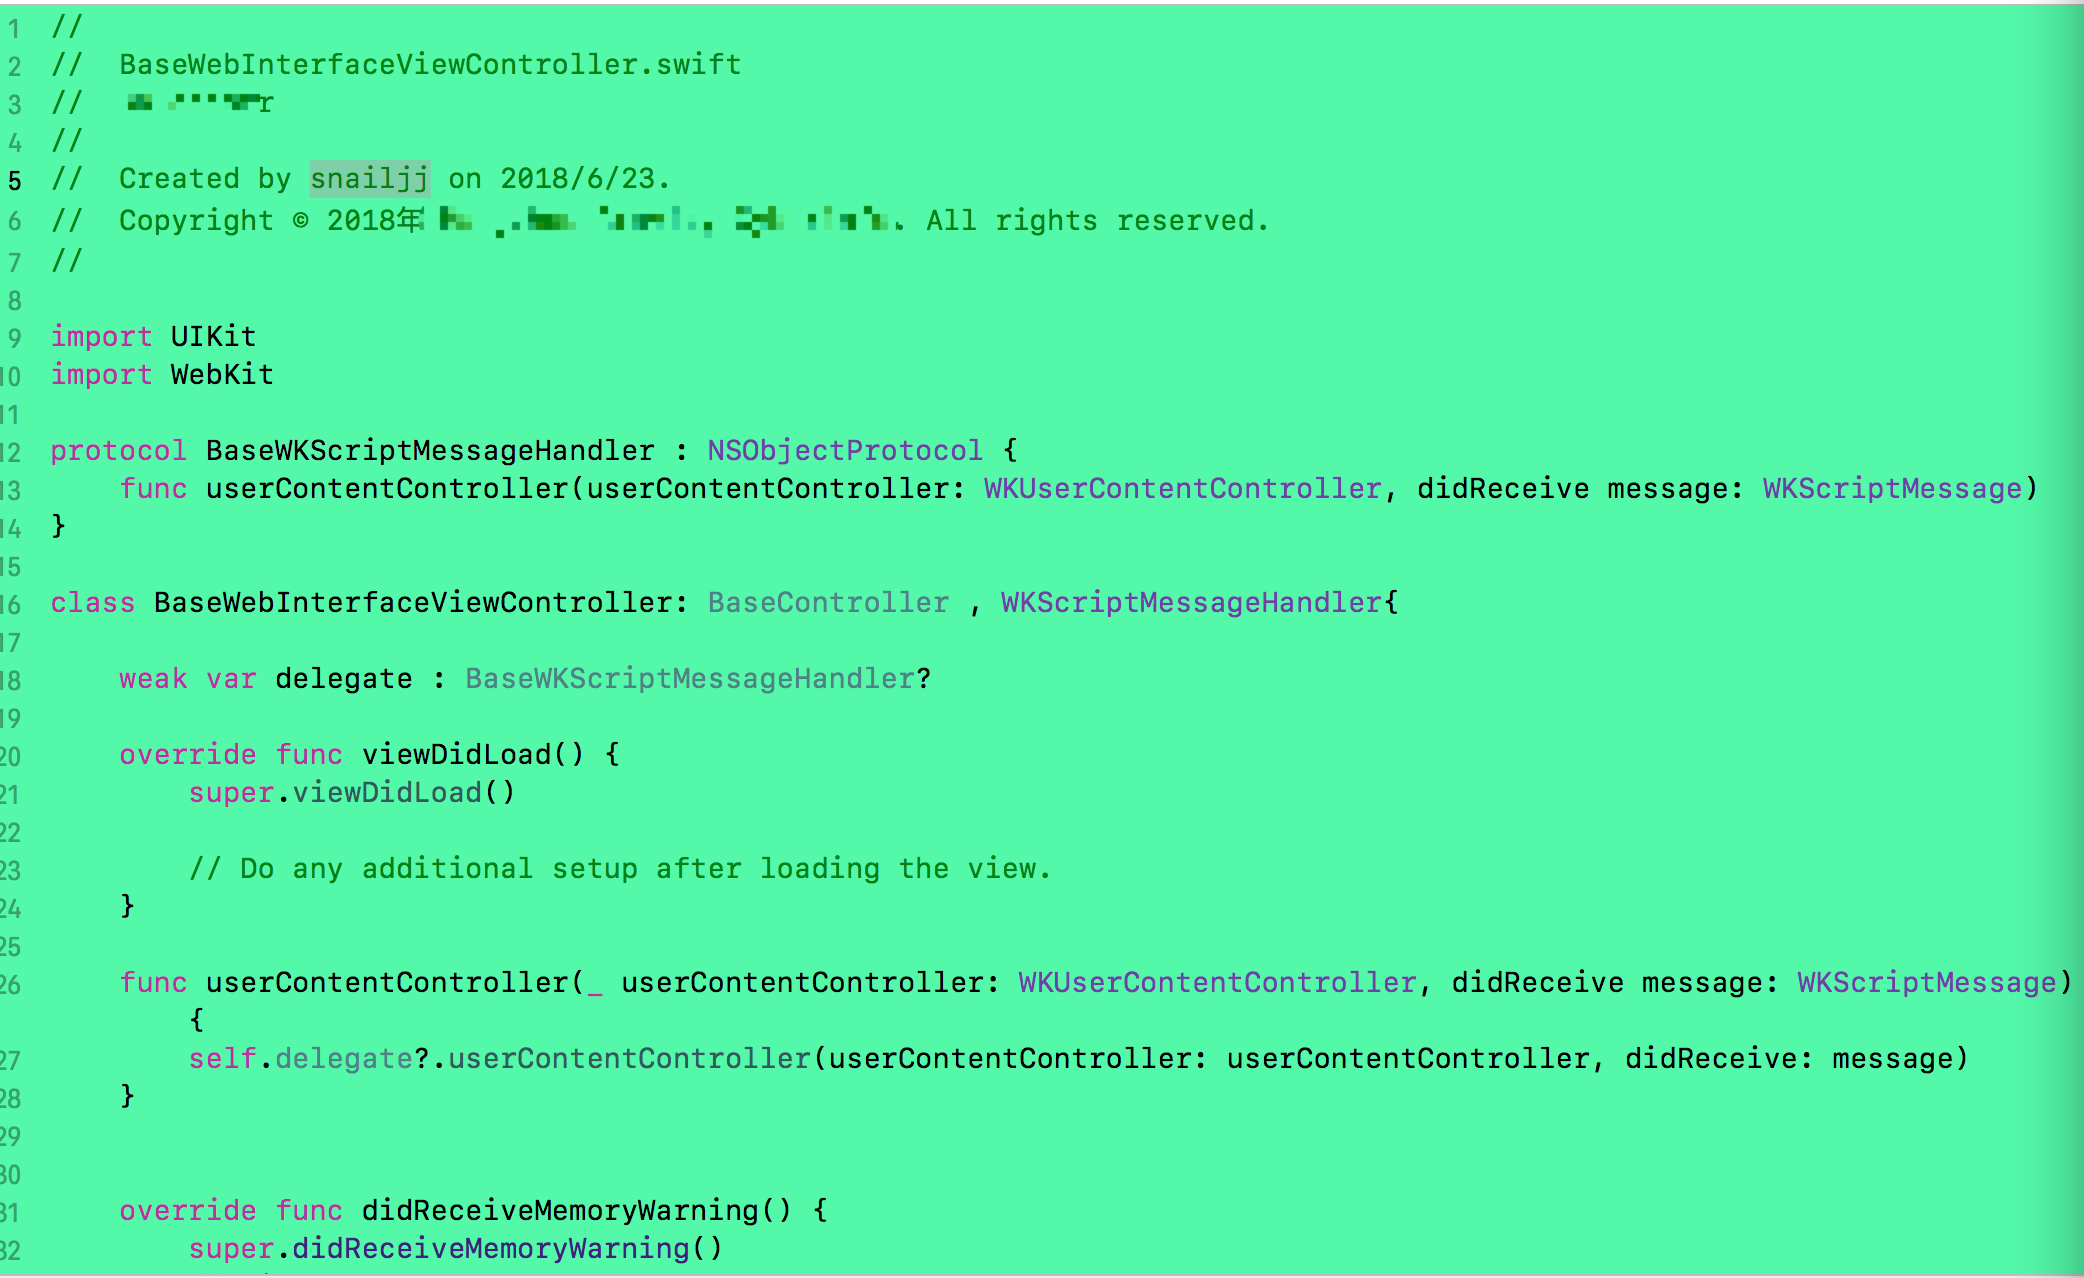 1 //
2 // BaseWebInterfaceViewController.swift
3 //
4 //
5 // Created by snailjj on 2018/6/23.
6 // Copyright © 2018年 . All rights reserved.
7 //
8
9 import UIKit
10 import WebKit
11
12 protocol BaseWKScriptMessageHandler : NSObjectProtocol {
13     func userContentController(userContentController: WKUserContentController, didReceive message: WKScriptMessage)
14 }
15
16 class BaseWebInterfaceViewController: BaseController , WKScriptMessageHandler{
17
18     weak var delegate : BaseWKScriptMessageHandler?
19
20     override func viewDidLoad() {
21         super.viewDidLoad()
22
23         // Do any additional setup after loading the view.
24     }
25
26     func userContentController(_ userContentController: WKUserContentController, didReceive message: WKScriptMessage)
        {
27         self.delegate?.userContentController(userContentController: userContentController, didReceive: message)
28     }
29
30
31     override func didReceiveMemoryWarning() {
32         super.didReceiveMemoryWarning()